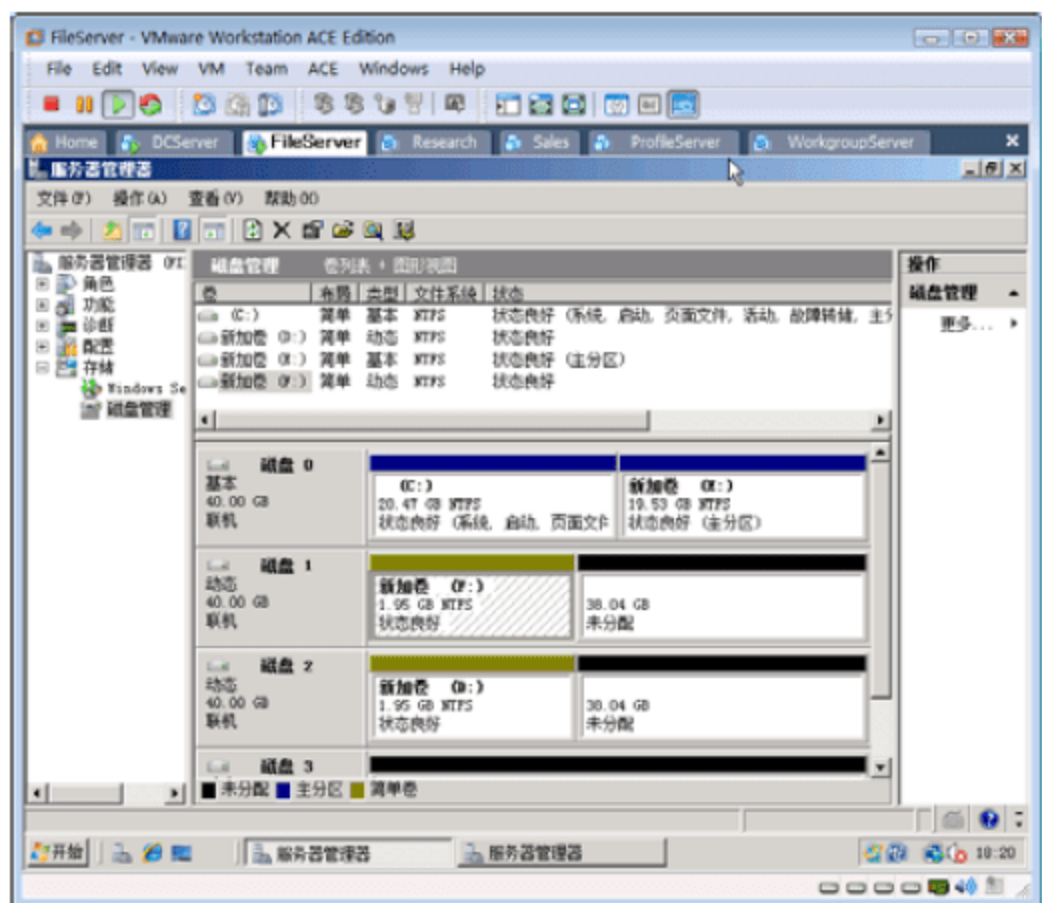 FileServer - VMware Workstation ACE Edition
File Edit View VM Team ACE Windows Help
Home DCServer FileServer Research Sales ProfileServer WorkgroupServer
服务器管理器
文件(F) 操作(A) 查看(V) 帮助(H)
服务器管理器 磁盘管理 卷列表 + 图形视图 操作
角色
功能
诊断
配置
存储
Windows Se
磁盘管理
卷 布局 类型 文件系统 状态
(C:) 简单 基本 NTFS 状态良好 (系统, 启动, 页面文件, 活动, 故障转储, 主分
新加卷 (D:) 简单 动态 NTFS 状态良好
新加卷 (E:) 简单 基本 NTFS 状态良好 (主分区)
新加卷 (F:) 简单 动态 NTFS 状态良好
磁盘管理
更多...
磁盘 0
基本
40.00 GB
联机
(C:)
20.47 GB NTFS
状态良好 (系统, 启动, 页面文件
新加卷 (E:)
19.53 GB NTFS
状态良好 (主分区)
磁盘 1
动态
40.00 GB
联机
新加卷 (F:)
1.95 GB NTFS
状态良好
38.04 GB
未分配
磁盘 2
动态
40.00 GB
联机
新加卷 (D:)
1.95 GB NTFS
状态良好
38.04 GB
未分配
磁盘 3
未分配 主分区 简单卷
开始 服务器管理器 服务器管理器 18:20